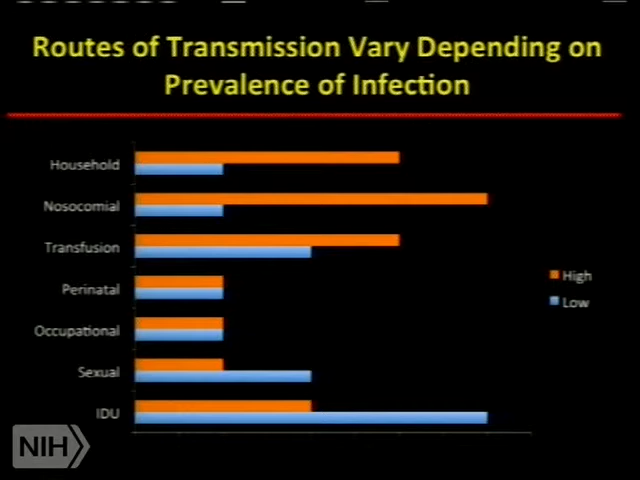 Routes of Transmission Vary Depending on
Prevalence of Infection
Household
Nosocomial
Transfusion
Perinatal
Occupational
Sexual
IDU
High
Low
NIH